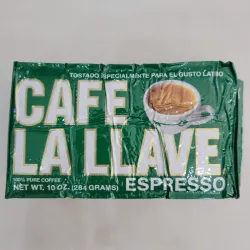 TOSTADO ESPECIALMENTE PARA EL GUSTO LATINO
CAFE
LA LLAVE
ESPRESSO
100% PURE COFFEE
NET WT. 10 OZ. (284 GRAMS)